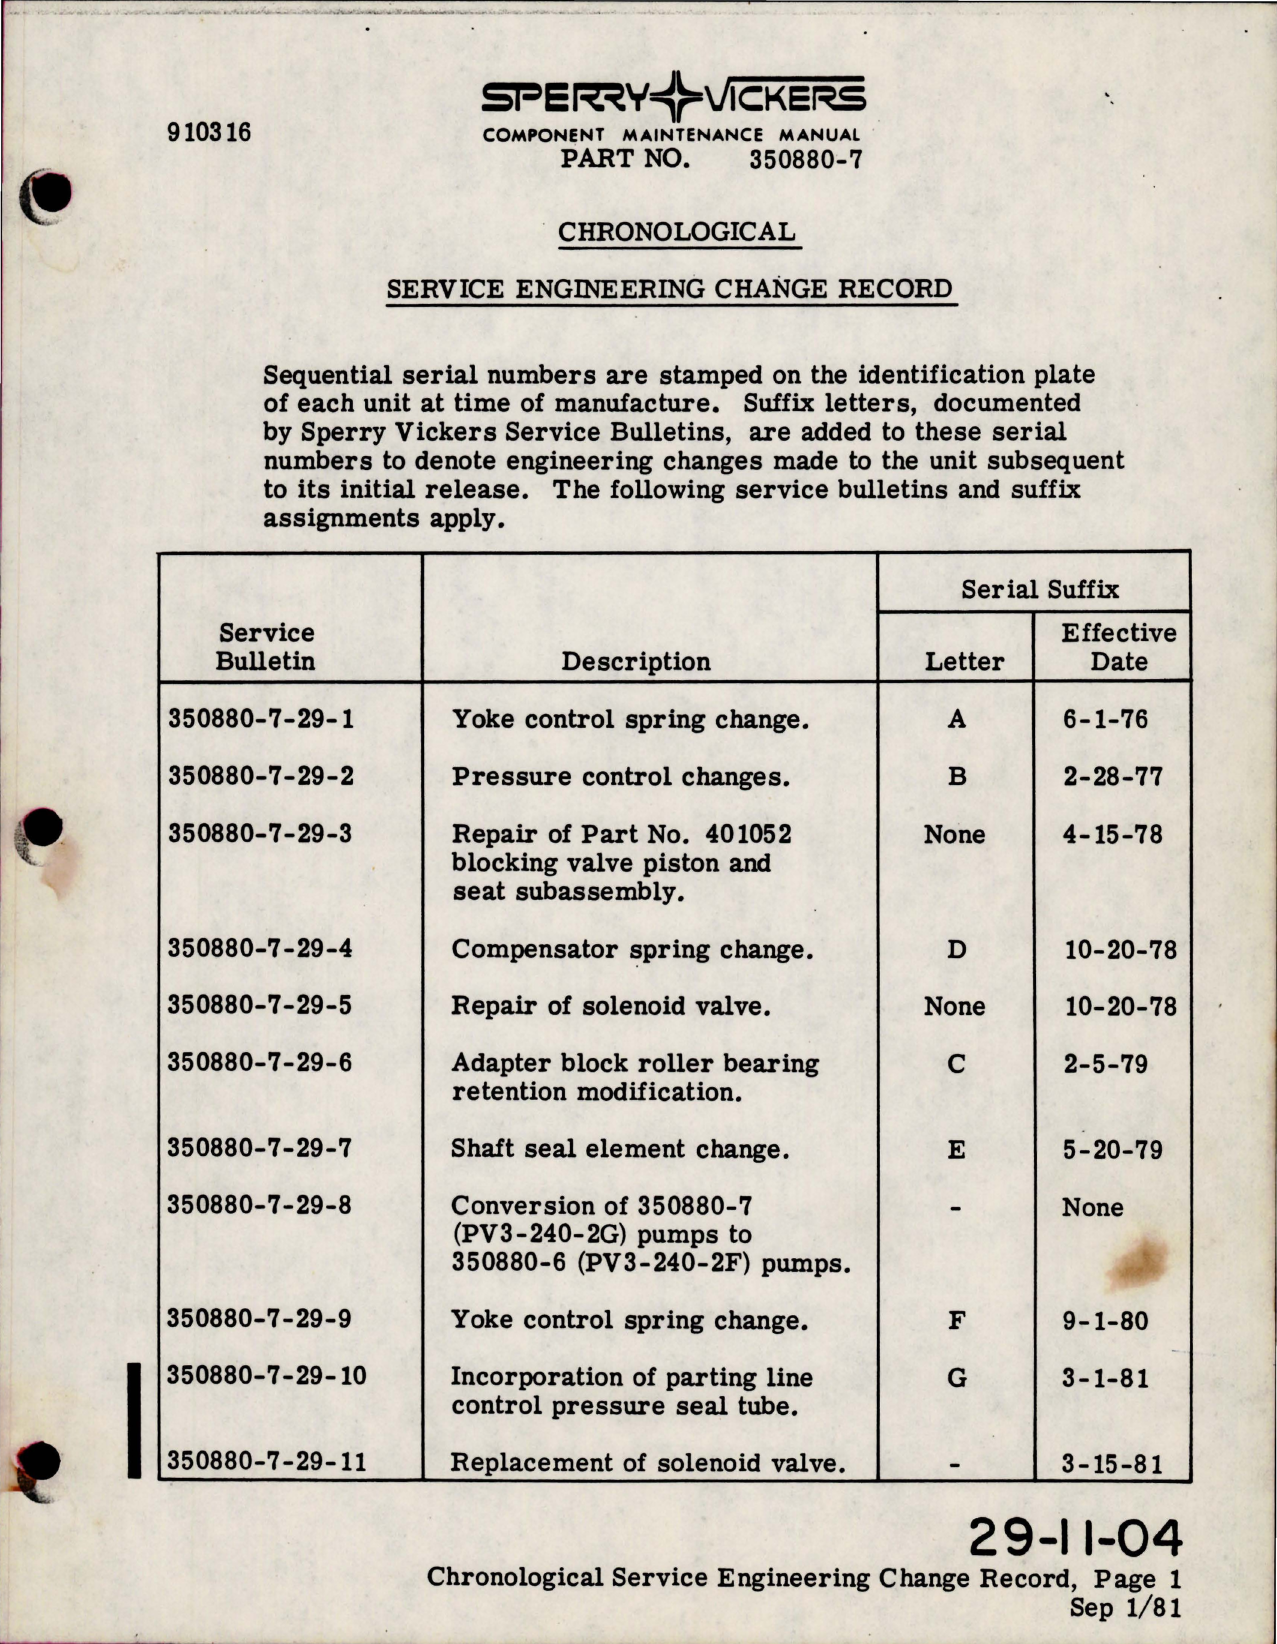 SPERRY VICKERS
910316
COMPONENT MAINTENANCE MANUAL
PART NO. 350880-7
CHRONOLOGICAL
SERVICE ENGINEERING CHANGE RECORD
Sequential serial numbers are stamped on the identification plate
of each unit at time of manufacture. Suffix letters, documented
by Sperry Vickers Service Bulletins, are added to these serial
numbers to denote engineering changes made to the unit subsequent
to its initial release. The following service bulletins and suffix
assignments apply.
Serial Suffix
Service Bulletin Description Letter Effective Date
350880-7-29-1 Yoke control spring change. A 6-1-76
350880-7-29-2 Pressure control changes. B 2-28-77
350880-7-29-3 Repair of Part No. 401052 None 4-15-78
blocking valve piston and
seat subassembly.
350880-7-29-4 Compensator spring change. D 10-20-78
350880-7-29-5 Repair of solenoid valve. None 10-20-78
350880-7-29-6 Adapter block roller bearing C 2-5-79
retention modification.
350880-7-29-7 Shaft seal element change. E 5-20-79
350880-7-29-8 Conversion of 350880-7 - None
(PV3-240-2G) pumps to
350880-6 (PV3-240-2F) pumps.
350880-7-29-9 Yoke control spring change. F 9-1-80
350880-7-29-10 Incorporation of parting line G 3-1-81
control pressure seal tube.
350880-7-29-11 Replacement of solenoid valve. - 3-15-81
29-11-04
Chronological Service Engineering Change Record, Page 1
Sep 1/81